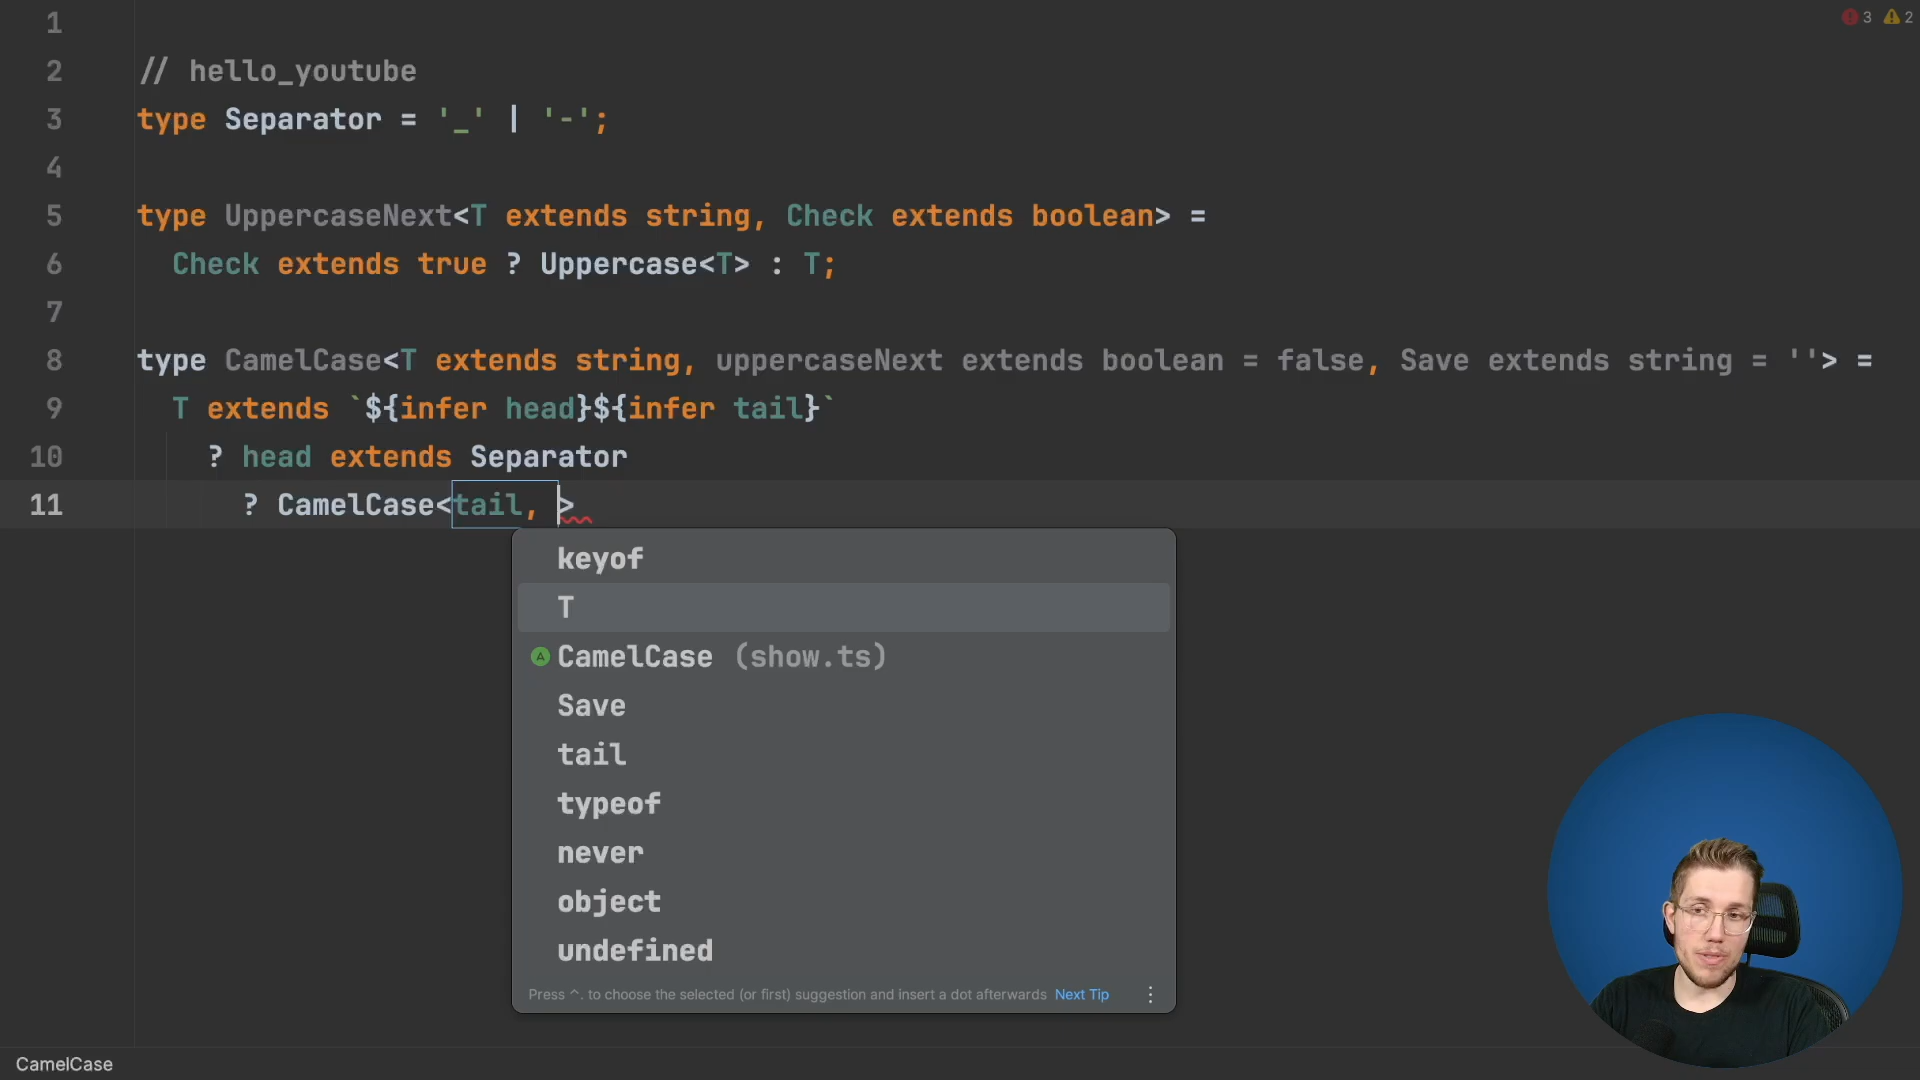 3 2
1
2 // hello_youtube
3 type Separator = '_' | '-';
4
5 type UppercaseNext<T extends string, Check extends boolean> =
6 Check extends true ? Uppercase<T> : T;
7
8 type CamelCase<T extends string, uppercaseNext extends boolean = false, Save extends string = ''> =
9 T extends `${infer head}${infer tail}`
10 ? head extends Separator
11 ? CamelCase<tail, >
keyof
T
A CamelCase (show.ts)
Save
tail
typeof
never
object
undefined
Press ^. to choose the selected (or first) suggestion and insert a dot afterwards Next Tip
CamelCase